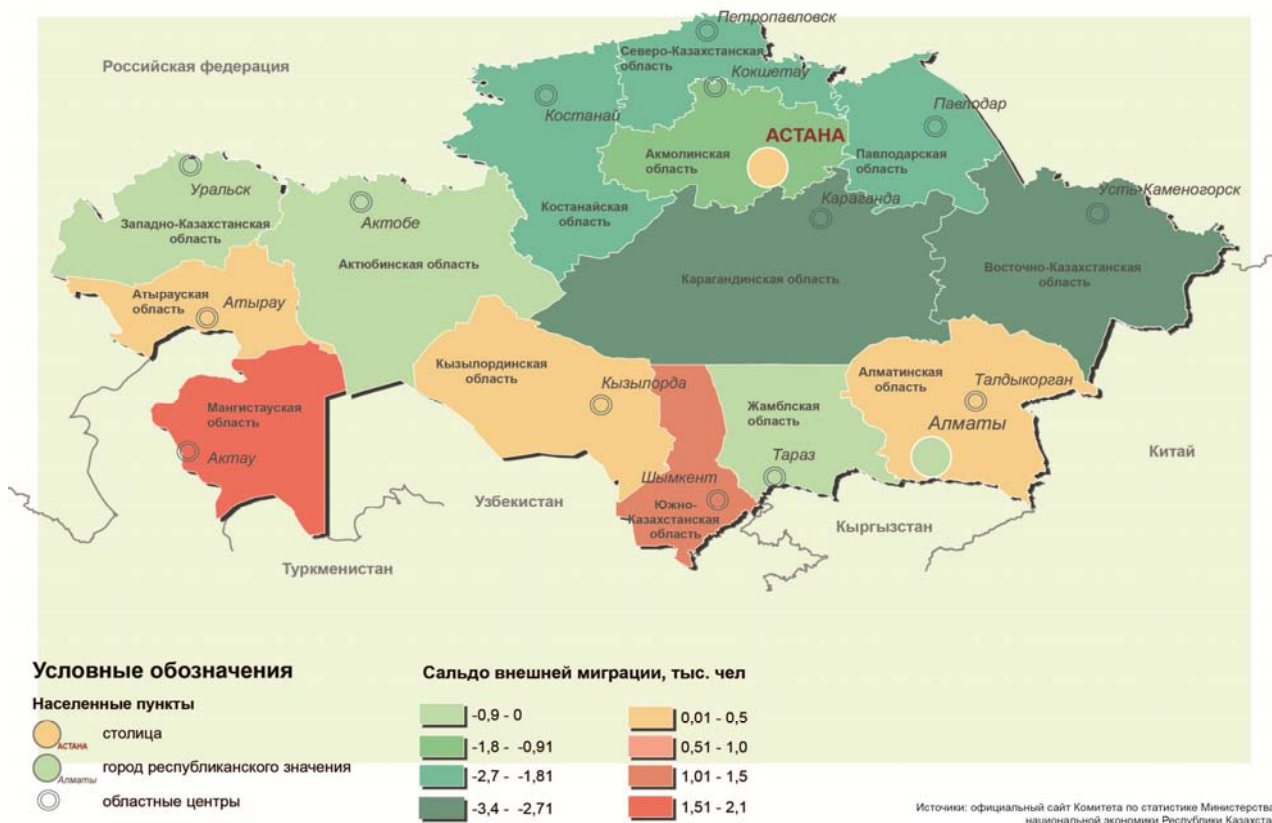 Петропавловск
Северо-Казахстанская
область
Российская федерация
Кокшетау
Костанай
Павлодар
АСТАНА
Акмолинская
область
Павлодарская
область
Уральск
Актобе
Караганда
Усть-Каменогорск
Костанайская
область
Западно-Казахстанская
область
Актюбинская область
Карагандинская область
Восточно-Казахстанская
область
Атырауская
область
Атырау
Кызылординская
область
Кызылорда
Алматинская
область
Талдыкорган
Мангистауская
область
Жамблская
область
Алматы
Актау
Шымкент
Тараз
Китай
Узбекистан
Южно-
Казахстанская
область
Кыргызстан
Туркменистан
Условные обозначения
Населенные пункты
АСТАНА
столица
Алматы
город республиканского значения
областные центры
Сальдо внешней миграции, тыс. чел
-0,9 - 0
-1,8 - -0,91
-2,7 - -1,81
-3,4 - -2,71
0,01 - 0,5
0,51 - 1,0
1,01 - 1,5
1,51 - 2,1
Источики: официальный сайт Комитета по статистике Министерства
национальной экономики Республики Казахста